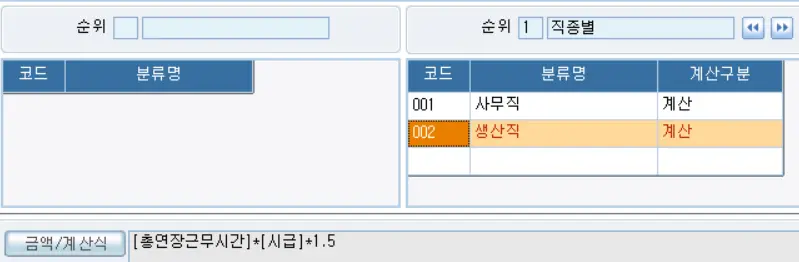 순위
순위 1 직종별
코드 분류명
코드 분류명 계산구분
001 사무직 계산
002 생산직 계산
금액/계산식 [총연장근무시간]*[시급]*1.5